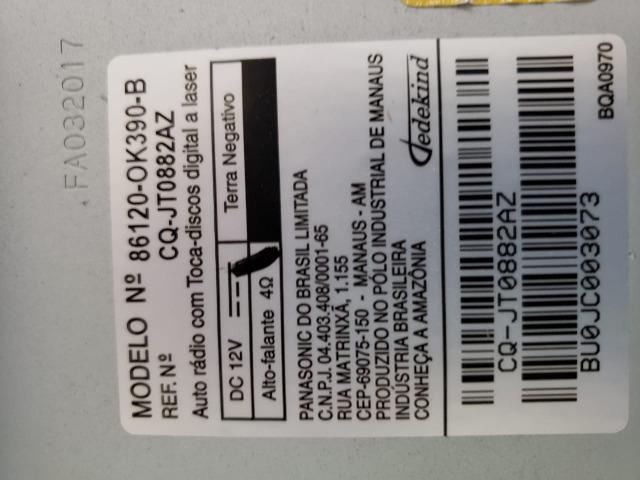 FA032017
MODELO Nº 86120-OK390-B
REF. Nº CQ-JT0882AZ
Auto rádio com Toca-discos digital a laser
DC 12V Terra Negativo
Alto-falante 4Ω
PANASONIC DO BRASIL LIMITADA
C.N.P.J. 04.403.408/0001-65
RUA MATRINXÃ, 1.155
CEP-69075-150 - MANAUS - AM
PRODUZIDO NO PÓLO INDUSTRIAL DE MANAUS
INDÚSTRIA BRASILEIRA
CONHEÇA A AMAZÔNIA
Dedekind
CQ-JT0882AZ
BU0JC003073
BQA0970